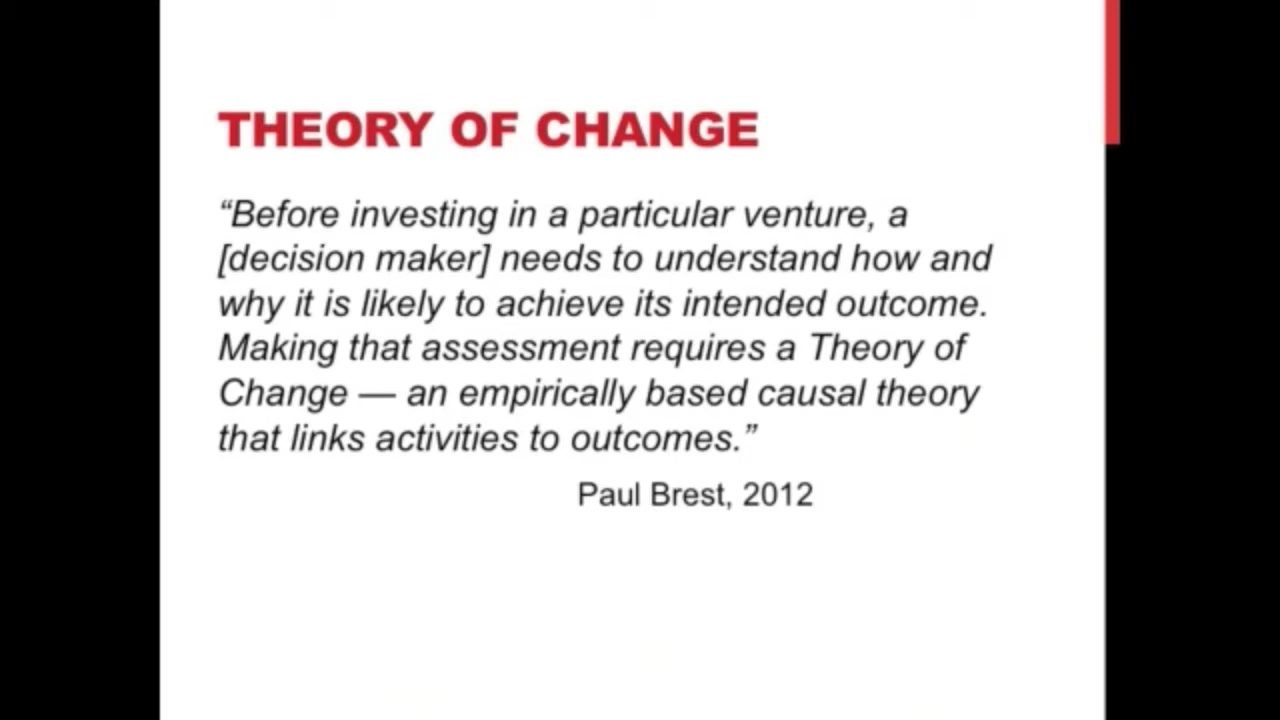 THEORY OF CHANGE
“Before investing in a particular venture, a
[decision maker] needs to understand how and
why it is likely to achieve its intended outcome.
Making that assessment requires a Theory of
Change — an empirically based causal theory
that links activities to outcomes.”
Paul Brest, 2012